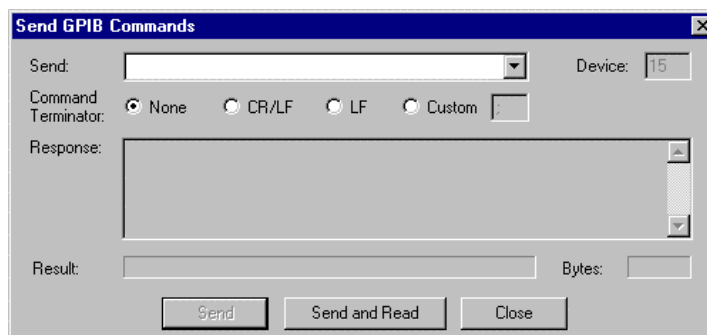 Send GPIB Commands
Send:
Device: 15
Command
Terminator:
None CR/LF LF Custom ;
Response:
Result:
Bytes:
Send Send and Read Close